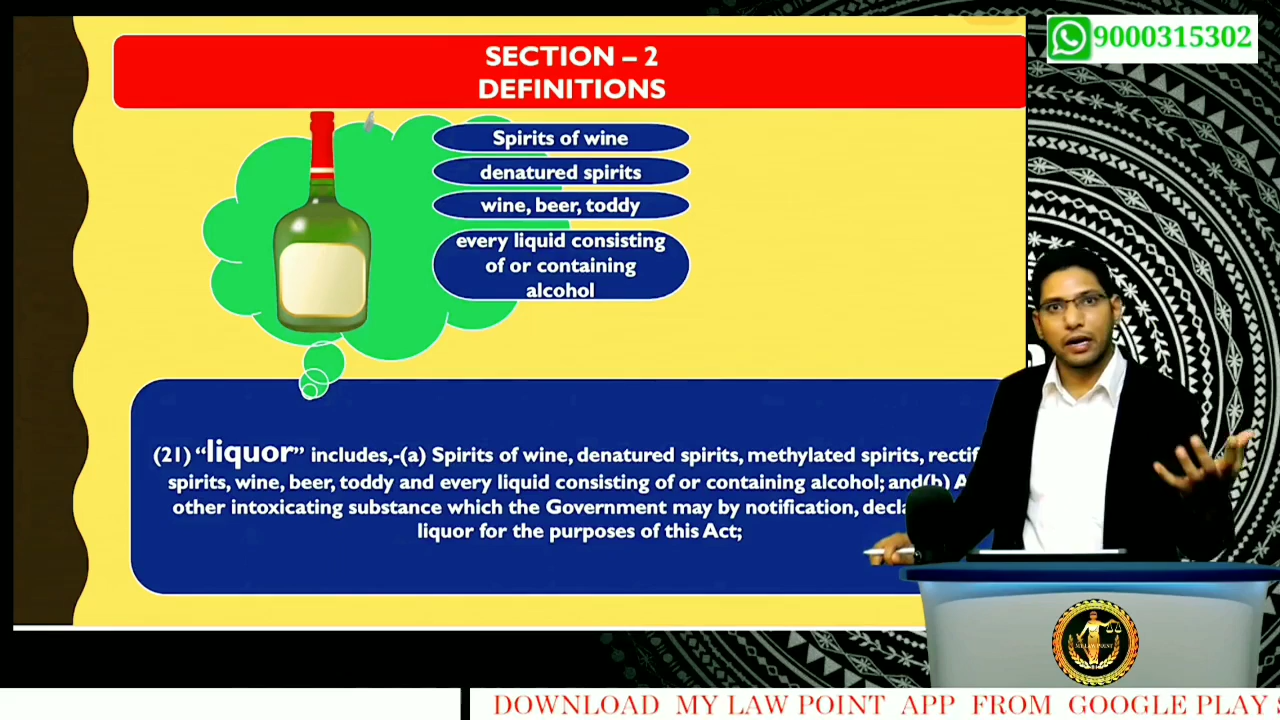 9000315302
SECTION – 2
DEFINITIONS
Spirits of wine
denatured spirits
wine, beer, toddy
every liquid consisting
of or containing
alcohol
(21) “liquor” includes,-(a) Spirits of wine, denatured spirits, methylated spirits,
spirits, wine, beer, toddy and every liquid consisting of or containing alcohol; and(b)
other intoxicating substance which the Government may by notification,
liquor for the purposes of this Act;
MY LAW POINT
DOWNLOAD MY LAW POINT APP FROM GOOGLE PLAY